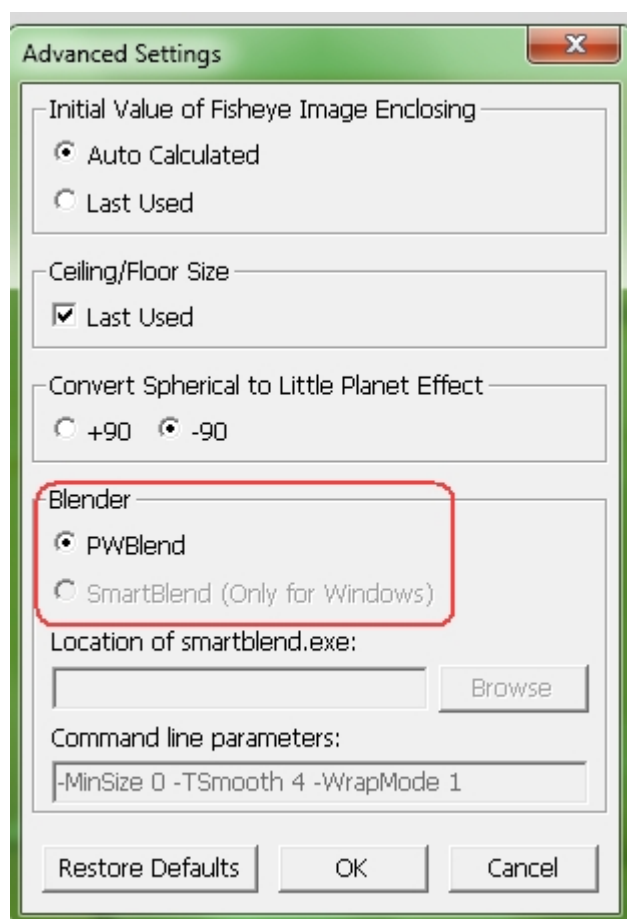 Advanced Settings
Initial Value of Fisheye Image Enclosing
Auto Calculated
Last Used
Ceiling/Floor Size
Last Used
Convert Spherical to Little Planet Effect
+90 -90
Blender
PWBlend
SmartBlend (Only for Windows)
Location of smartblend.exe:
Browse
Command line parameters:
-MinSize 0 -TSmooth 4 -WrapMode 1
Restore Defaults OK Cancel